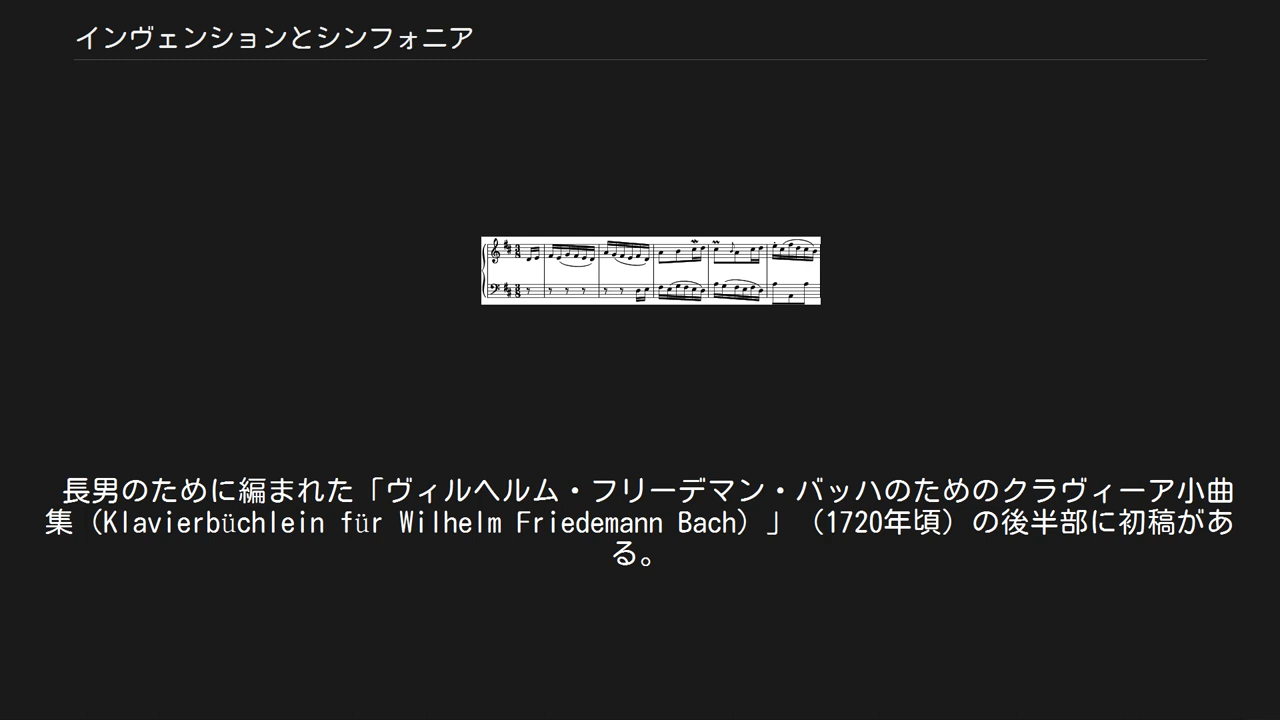 インヴェンションとシンフォニア
長男のために編まれた「ヴィルヘルム・フリーデマン・バッハのためのクラヴィーア小曲
集（Klavierbüchlein für Wilhelm Friedemann Bach）」（1720年頃）の後半部に初稿があ
る。